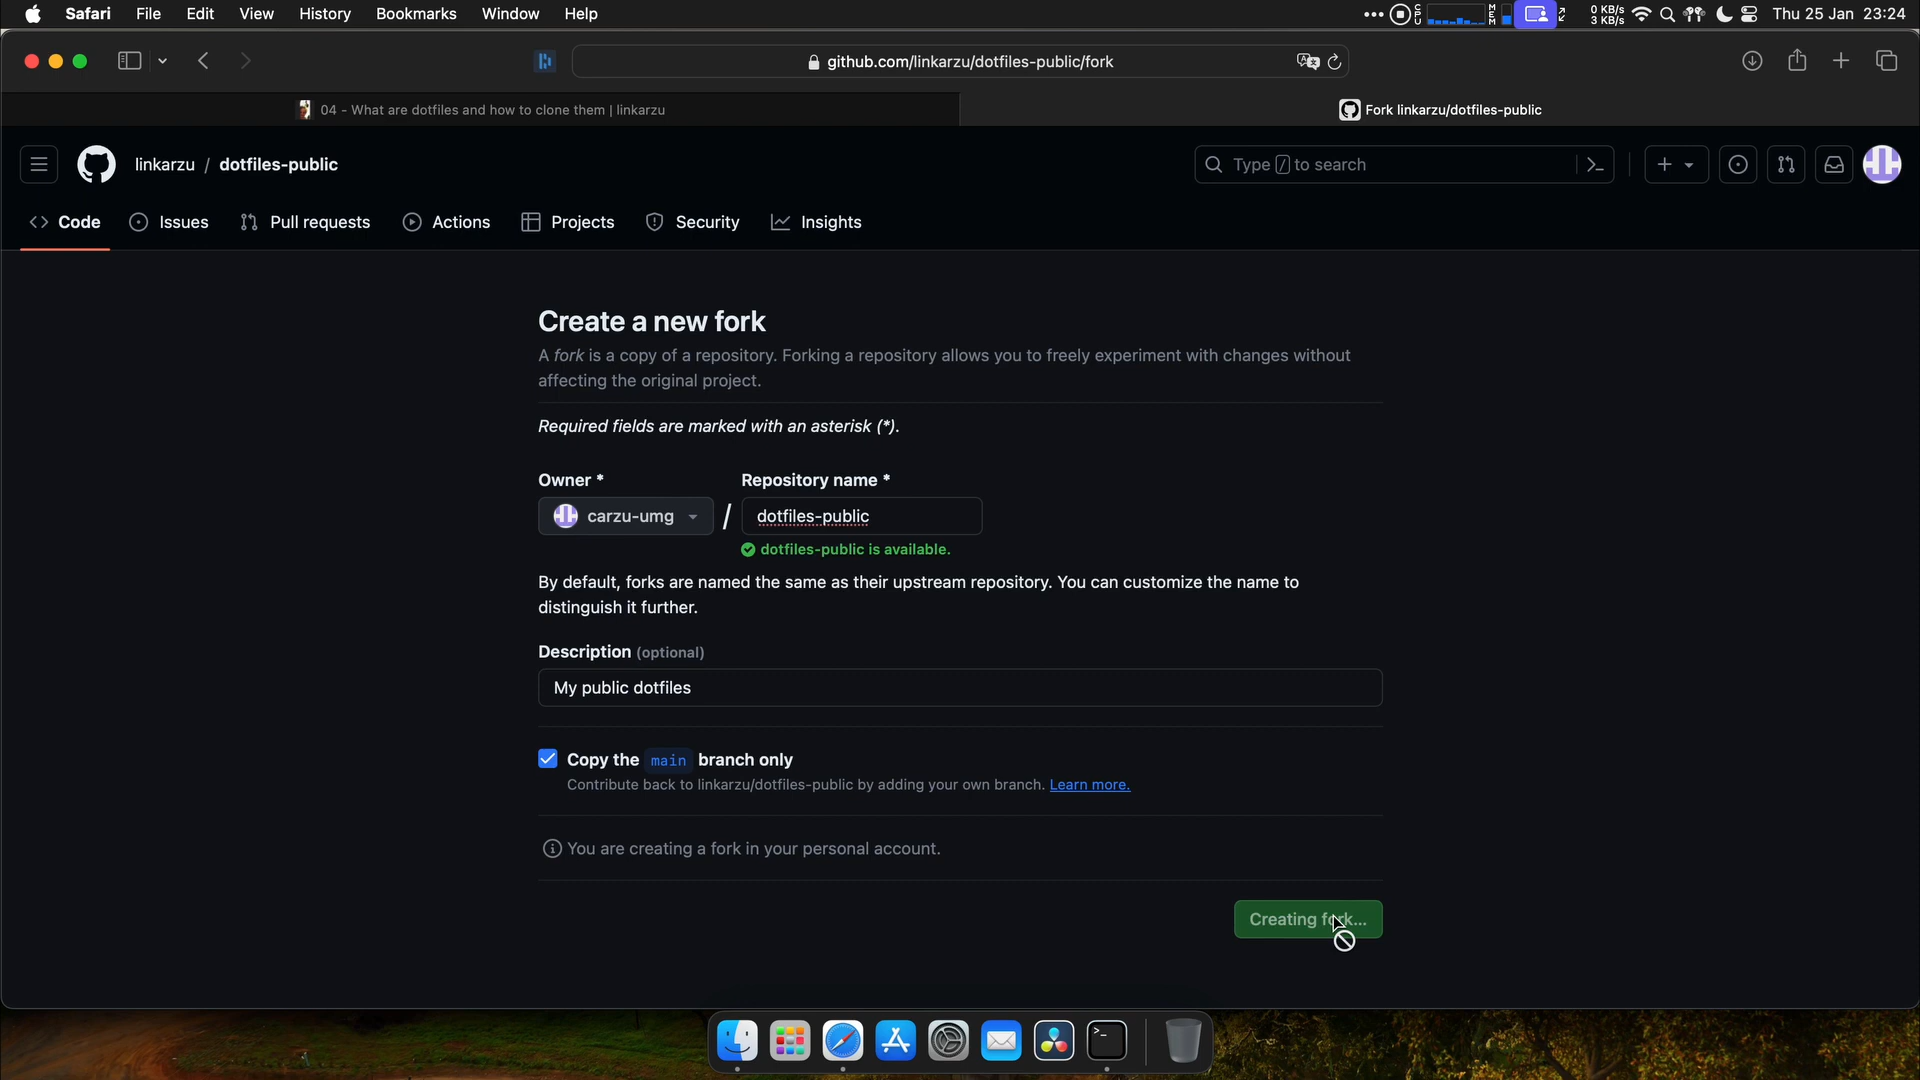 Safari File Edit View History Bookmarks Window Help
CPU MEM 0 KB/s 3 KB/s Thu 25 Jan 23:24
github.com/linkarzu/dotfiles-public/fork
04 - What are dotfiles and how to clone them | linkarzu
Fork linkarzu/dotfiles-public
linkarzu / dotfiles-public
Type / to search
Code Issues Pull requests Actions Projects Security Insights
Create a new fork
A fork is a copy of a repository. Forking a repository allows you to freely experiment with changes without
affecting the original project.
Required fields are marked with an asterisk (*).
Owner * Repository name *
carzu-umg / dotfiles-public
dotfiles-public is available.
By default, forks are named the same as their upstream repository. You can customize the name to
distinguish it further.
Description (optional)
My public dotfiles
Copy the main branch only
Contribute back to linkarzu/dotfiles-public by adding your own branch. Learn more.
You are creating a fork in your personal account.
Creating fork...